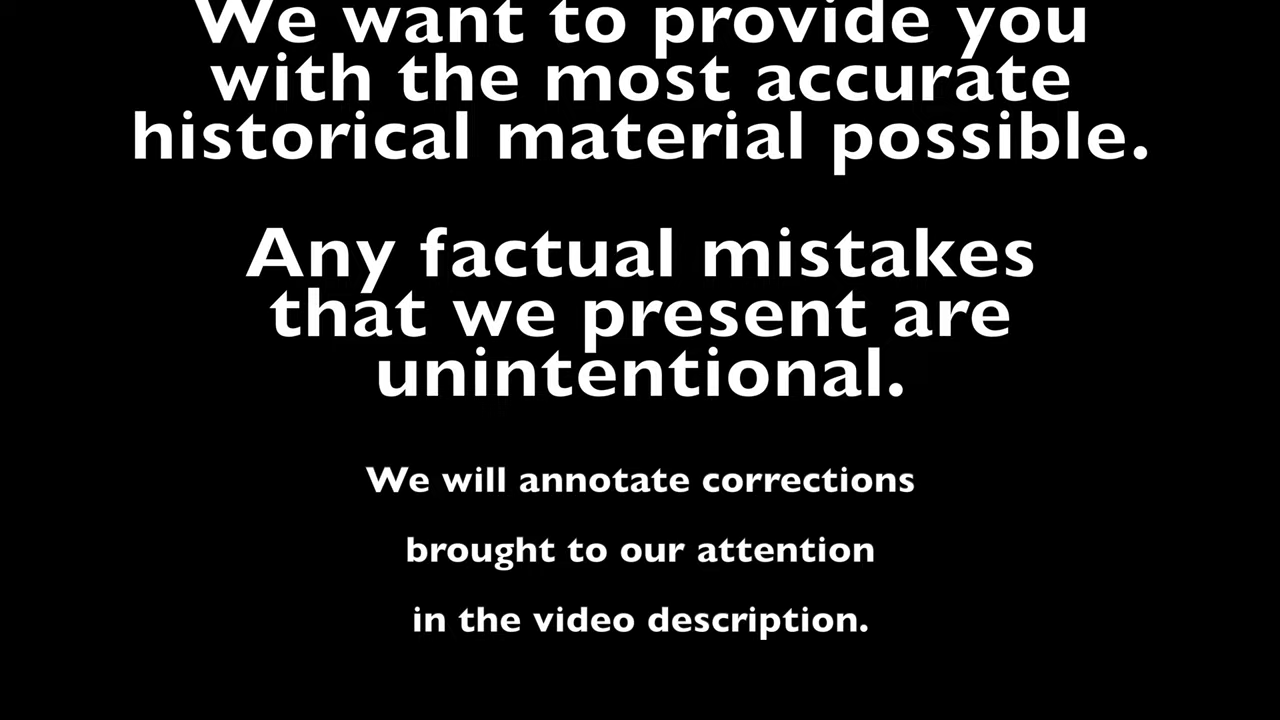 We want to provide you
with the most accurate
historical material possible.
Any factual mistakes
that we present are
unintentional.
We will annotate corrections
brought to our attention
in the video description.